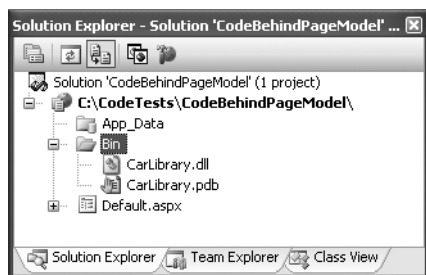 Solution Explorer - Solution 'CodeBehindPageModel' ...
Solution 'CodeBehindPageModel' (1 project)
C:\CodeTests\CodeBehindPageModel\
App_Data
Bin
CarLibrary.dll
CarLibrary.pdb
Default.aspx
Solution Explorer Team Explorer Class View